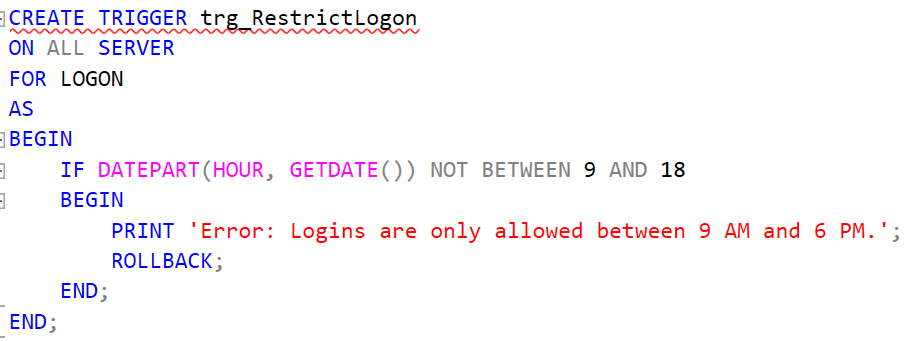 CREATE TRIGGER trg_RestrictLogon
ON ALL SERVER
FOR LOGON
AS
BEGIN
    IF DATEPART(HOUR, GETDATE()) NOT BETWEEN 9 AND 18
    BEGIN
        PRINT 'Error: Logins are only allowed between 9 AM and 6 PM.';
        ROLLBACK;
    END;
END;